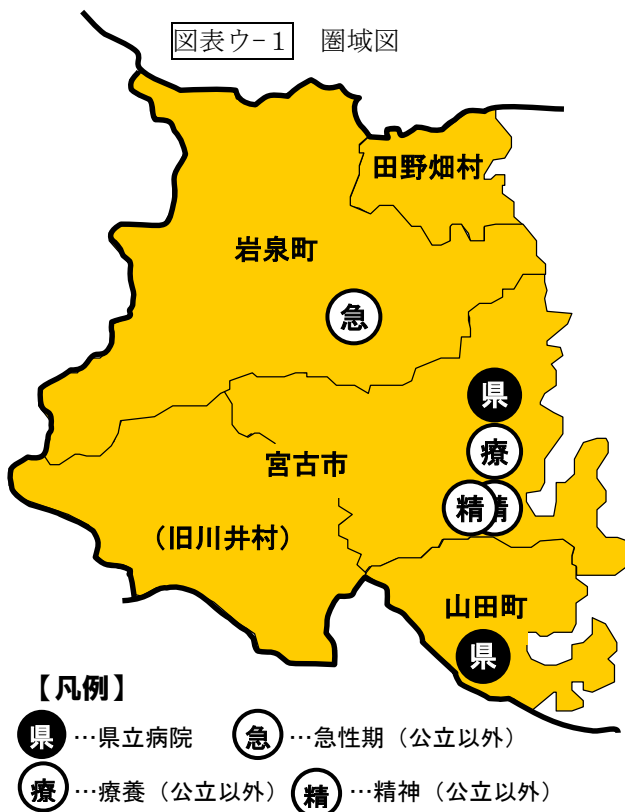 図表ウ-1 圏域図
田野畑村
岩泉町
急
県
療
宮古市
精 精
（旧川井村）
山田町
県
【凡例】
県 …県立病院 急 …急性期（公立以外）
療 …療養（公立以外） 精 …精神（公立以外）